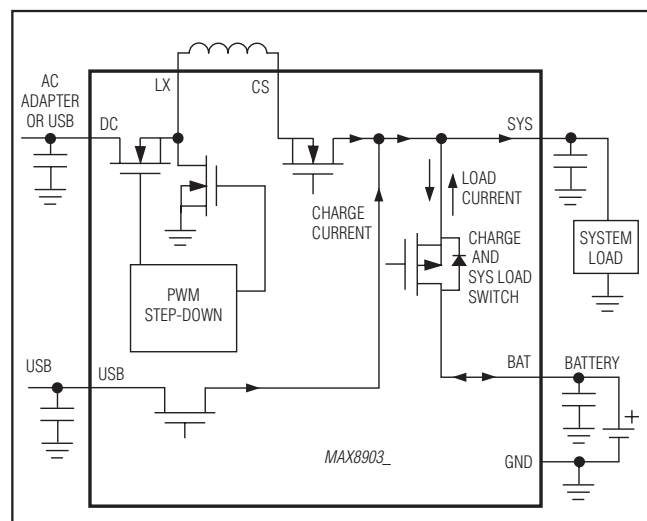 LX
CS
AC
ADAPTER
OR USB
DC
SYS
LOAD
CURRENT
CHARGE
CURRENT
CHARGE
AND
SYS LOAD
SWITCH
SYSTEM
LOAD
PWM
STEP-DOWN
USB
USB
BAT
BATTERY
+
MAX8903_
GND